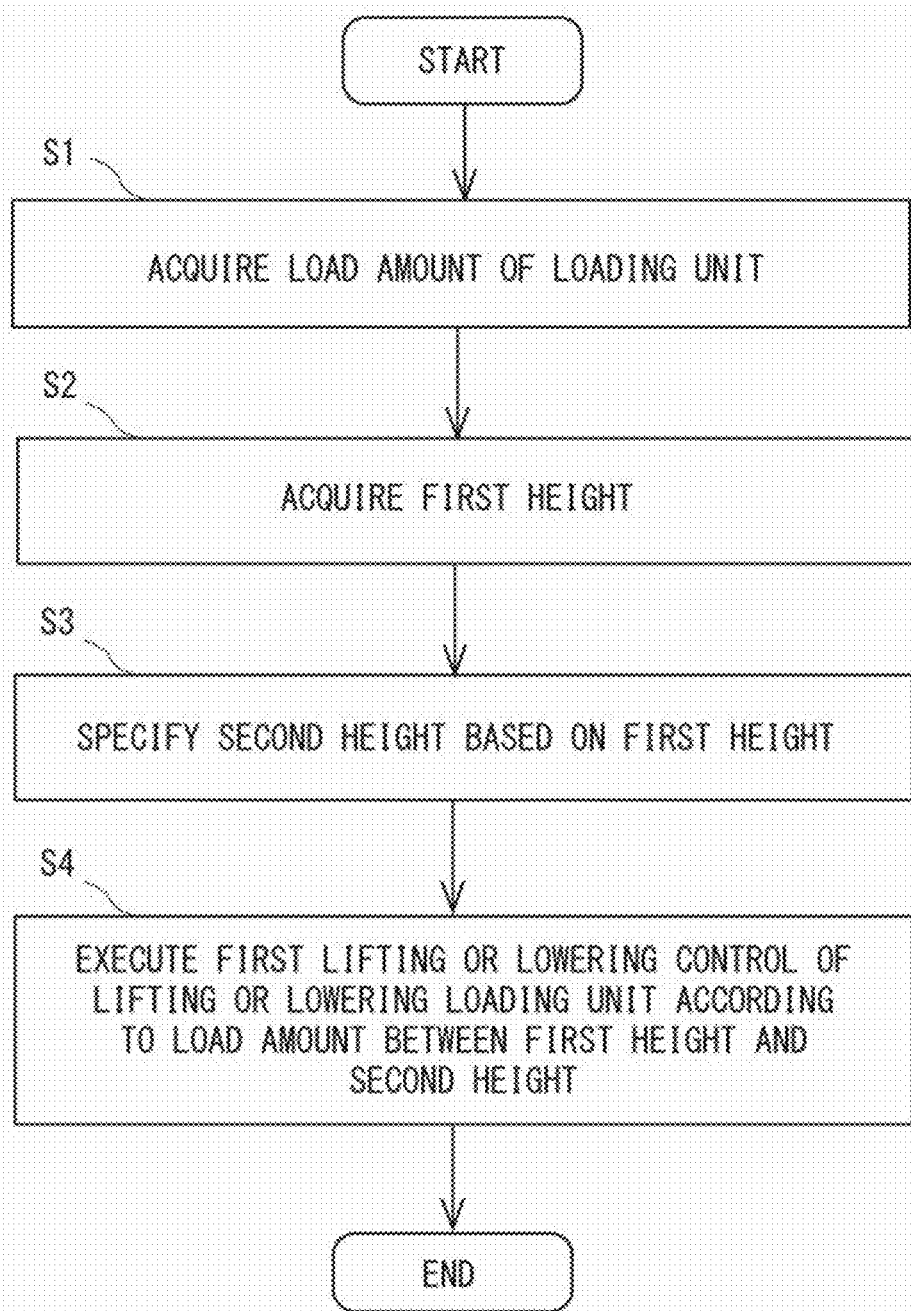 START
S1
ACQUIRE LOAD AMOUNT OF LOADING UNIT
S2
ACQUIRE FIRST HEIGHT
S3
SPECIFY SECOND HEIGHT BASED ON FIRST HEIGHT
S4
EXECUTE FIRST LIFTING OR LOWERING CONTROL OF
LIFTING OR LOWERING LOADING UNIT ACCORDING
TO LOAD AMOUNT BETWEEN FIRST HEIGHT AND
SECOND HEIGHT
END